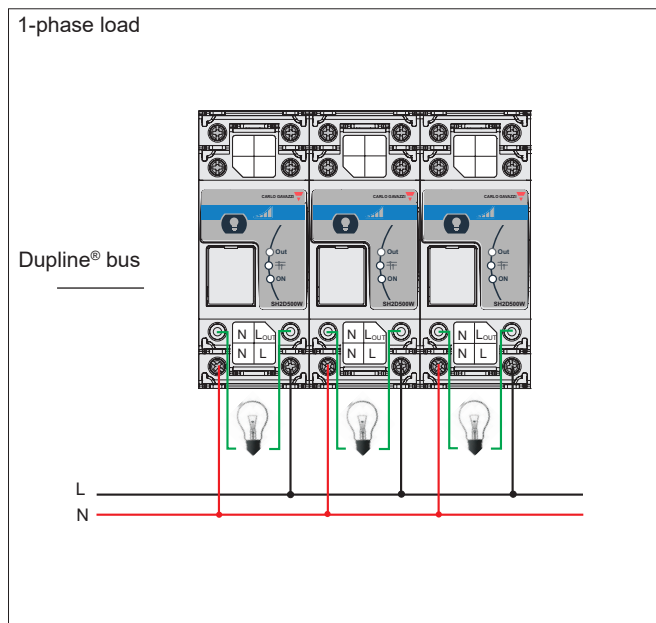 1-phase load
CARLO GAVAZZI CARLO GAVAZZI CARLO GAVAZZI
Out Out Out
Dupline® bus
ON ON ON
SH2D500W SH2D500W SH2D500W
N LOUT N LOUT N LOUT
N L N L N L
L
N